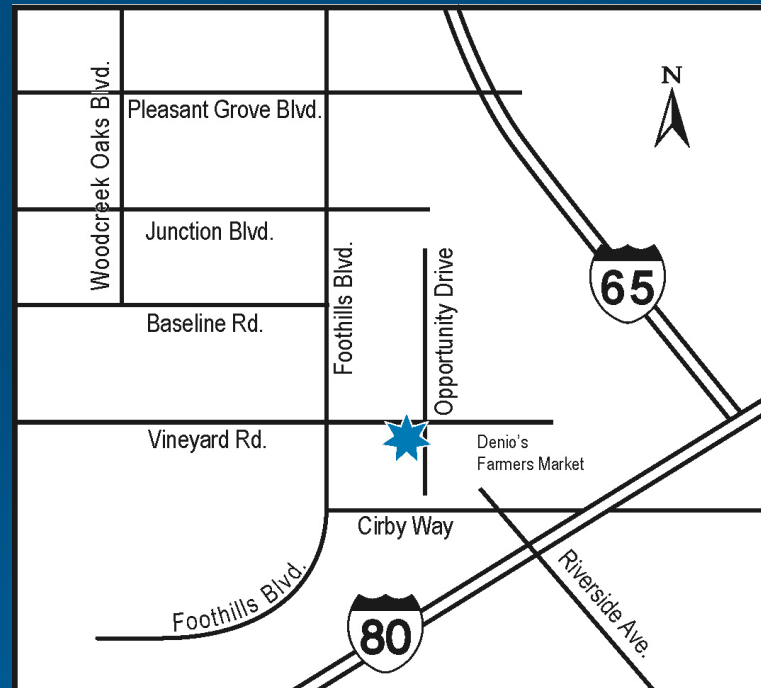 N
Woodcreek Oaks Blvd.
Pleasant Grove Blvd.
Junction Blvd.
Foothills Blvd.
Opportunity Drive
65
Baseline Rd.
Vineyard Rd.
Denio's
Farmers Market
Cirby Way
Riverside Ave.
Foothills Blvd.
80